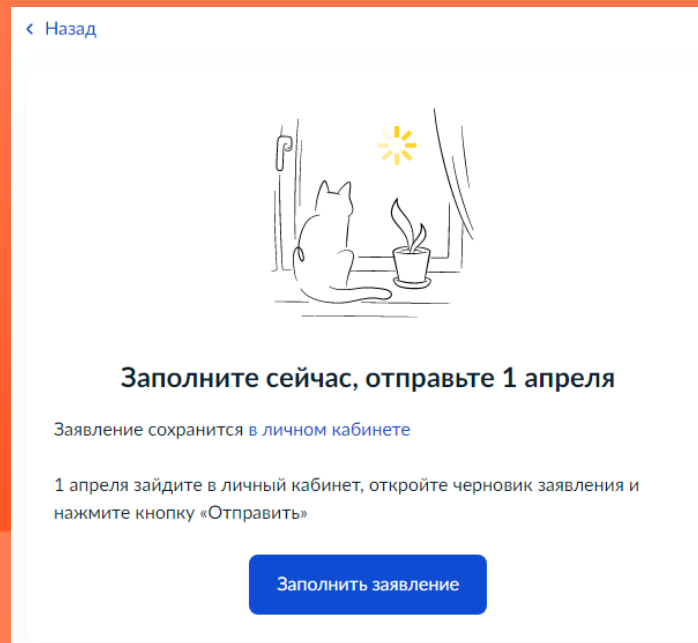 Назад
Заполните сейчас, отправьте 1 апреля
Заявление сохранится в личном кабинете
1 апреля зайдите в личный кабинет, откройте черновик заявления и
нажмите кнопку «Отправить»
Заполнить заявление